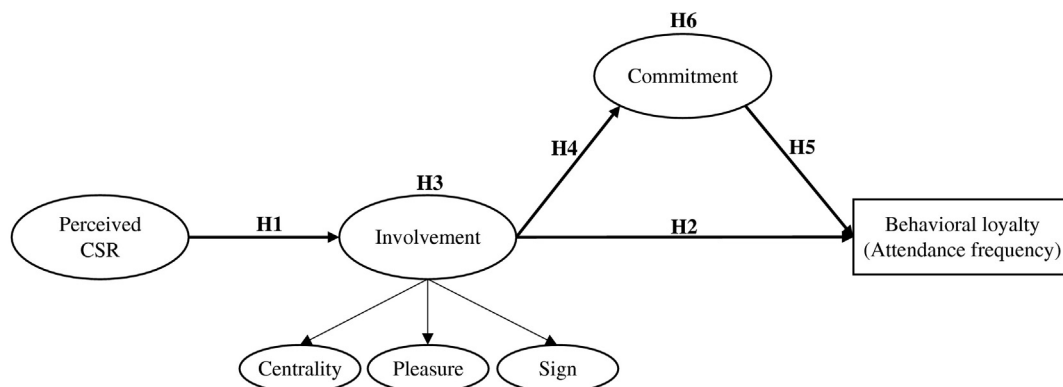 H6
Commitment
H4
H5
H3
Perceived
CSR
H1
Involvement
H2
Behavioral loyalty
(Attendance frequency)
Centrality
Pleasure
Sign